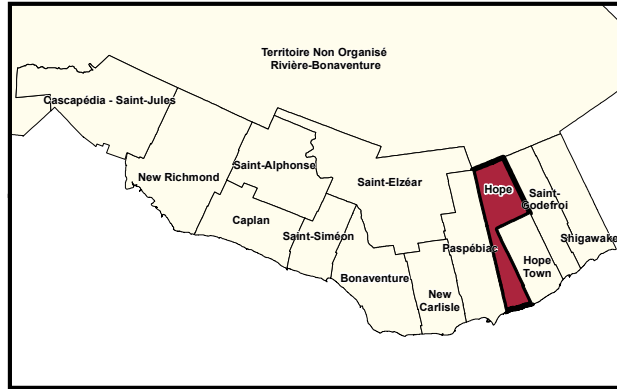 Territoire Non Organisé
Rivière-Bonaventure
Cascapédia - Saint-Jules
New Richmond
Saint-Alphonse
Saint-Elzéar
Hope
Saint-
Godefroi
Caplan
Saint-Siméon
Shigawake
Paspébiac
Hope
Town
Bonaventure
New
Carlisle